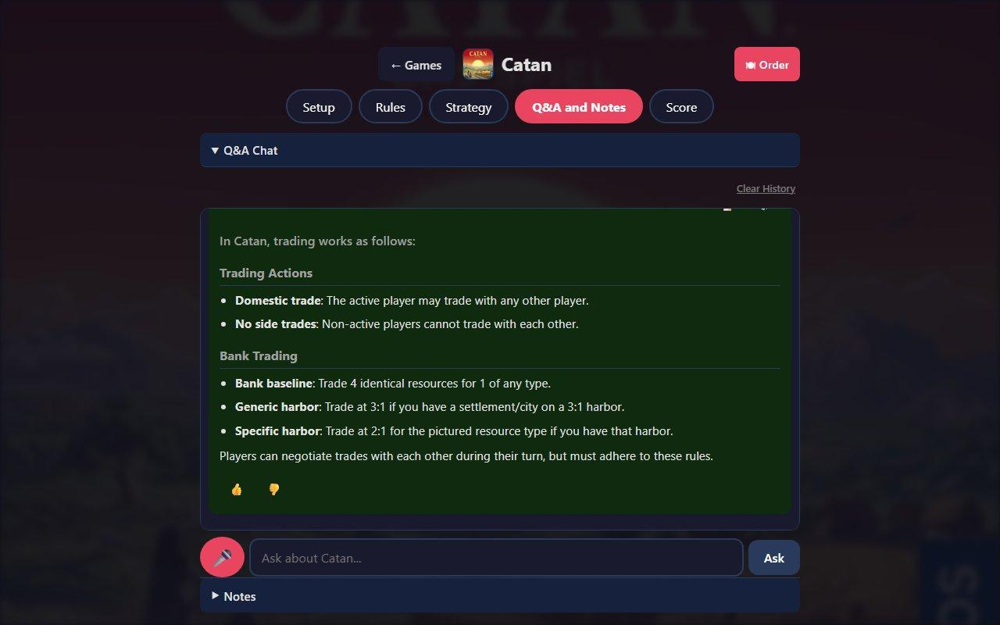 CATAN
← Games
CATAN
Catan
Order
Setup
Rules
Strategy
Q&A and Notes
Score
▼ Q&A Chat
Clear History
In Catan, trading works as follows:
Trading Actions
• Domestic trade: The active player may trade with any other player.
• No side trades: Non-active players cannot trade with each other.
Bank Trading
• Bank baseline: Trade 4 identical resources for 1 of any type.
• Generic harbor: Trade at 3:1 if you have a settlement/city on a 3:1 harbor.
• Specific harbor: Trade at 2:1 for the pictured resource type if you have that harbor.
Players can negotiate trades with each other during their turn, but must adhere to these rules.
Ask about Catan...
Ask
▶ Notes